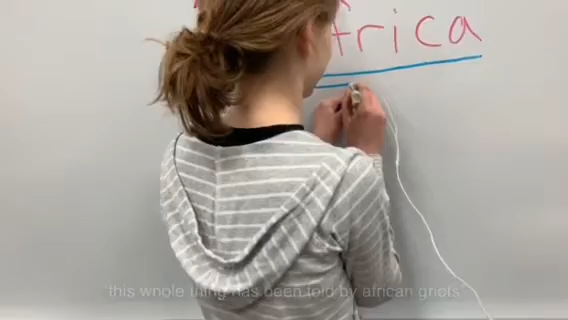 frica
"this whole thing has been told by african griots"